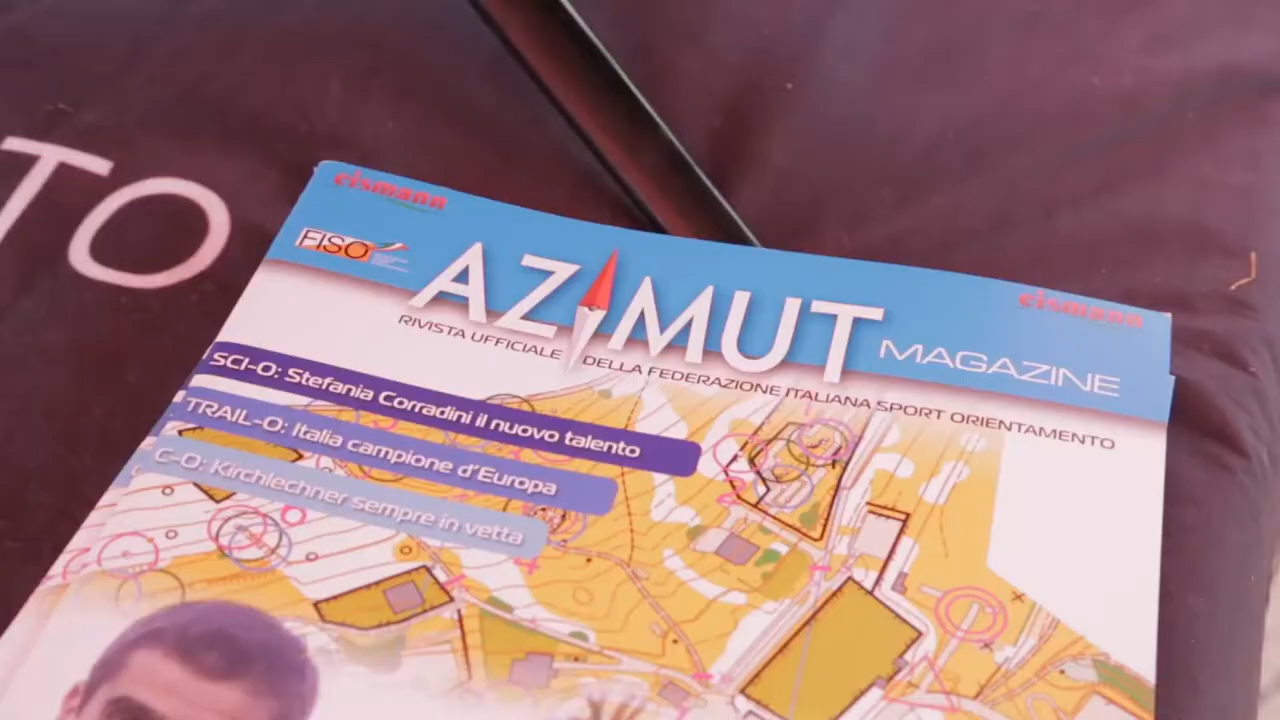 TO
eismann
FISO
AZIMUT MAGAZINE
eismann
RIVISTA UFFICIALE DELLA FEDERAZIONE ITALIANA SPORT ORIENTAMENTO
SCI-O: Stefania Corradini il nuovo talento
TRAIL-O: Italia campione d'Europa
C-O: Kirchlechner sempre in vetta